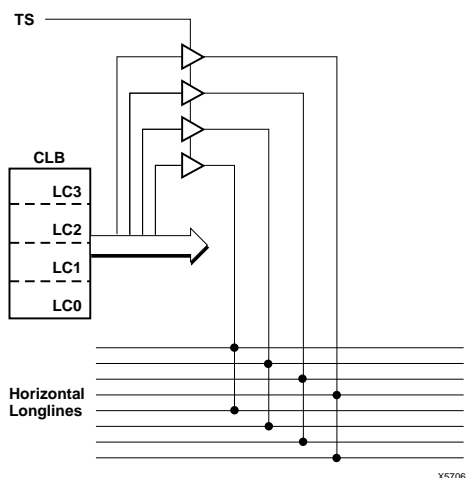 TS
CLB
LC3
LC2
LC1
LC0
Horizontal
Longlines
X5706